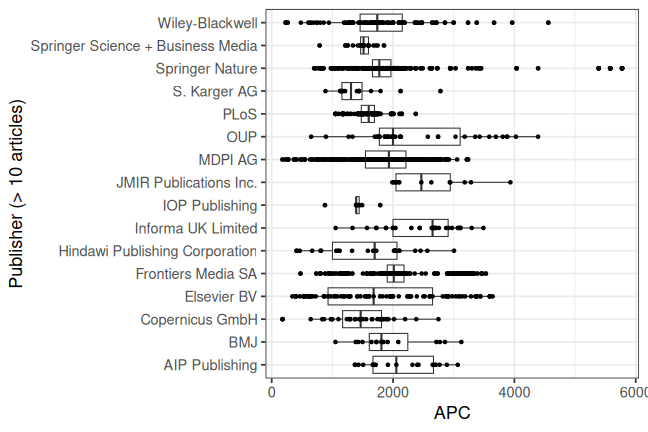 Publisher (> 10 articles)
Wiley-Blackwell
Springer Science + Business Media
Springer Nature
S. Karger AG
PLoS
OUP
MDPI AG
JMIR Publications Inc.
IOP Publishing
Informa UK Limited
Hindawi Publishing Corporation
Frontiers Media SA
Elsevier BV
Copernicus GmbH
BMJ
AIP Publishing
0 2000 4000 6000
APC